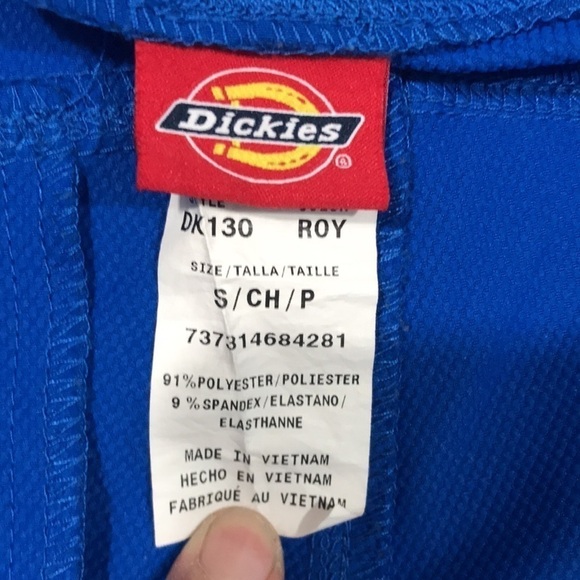 Dickies
®
DK130 ROY
SIZE/TALLA/TAILLE
S/CH/P
737314684281
91%POLYESTER/POLIESTER
9%SPANDEX/ELASTANO/
ELASTHANNE
MADE IN VIETNAM
HECHO EN VIETNAM
FABRIQUÉ AU VIETNAM